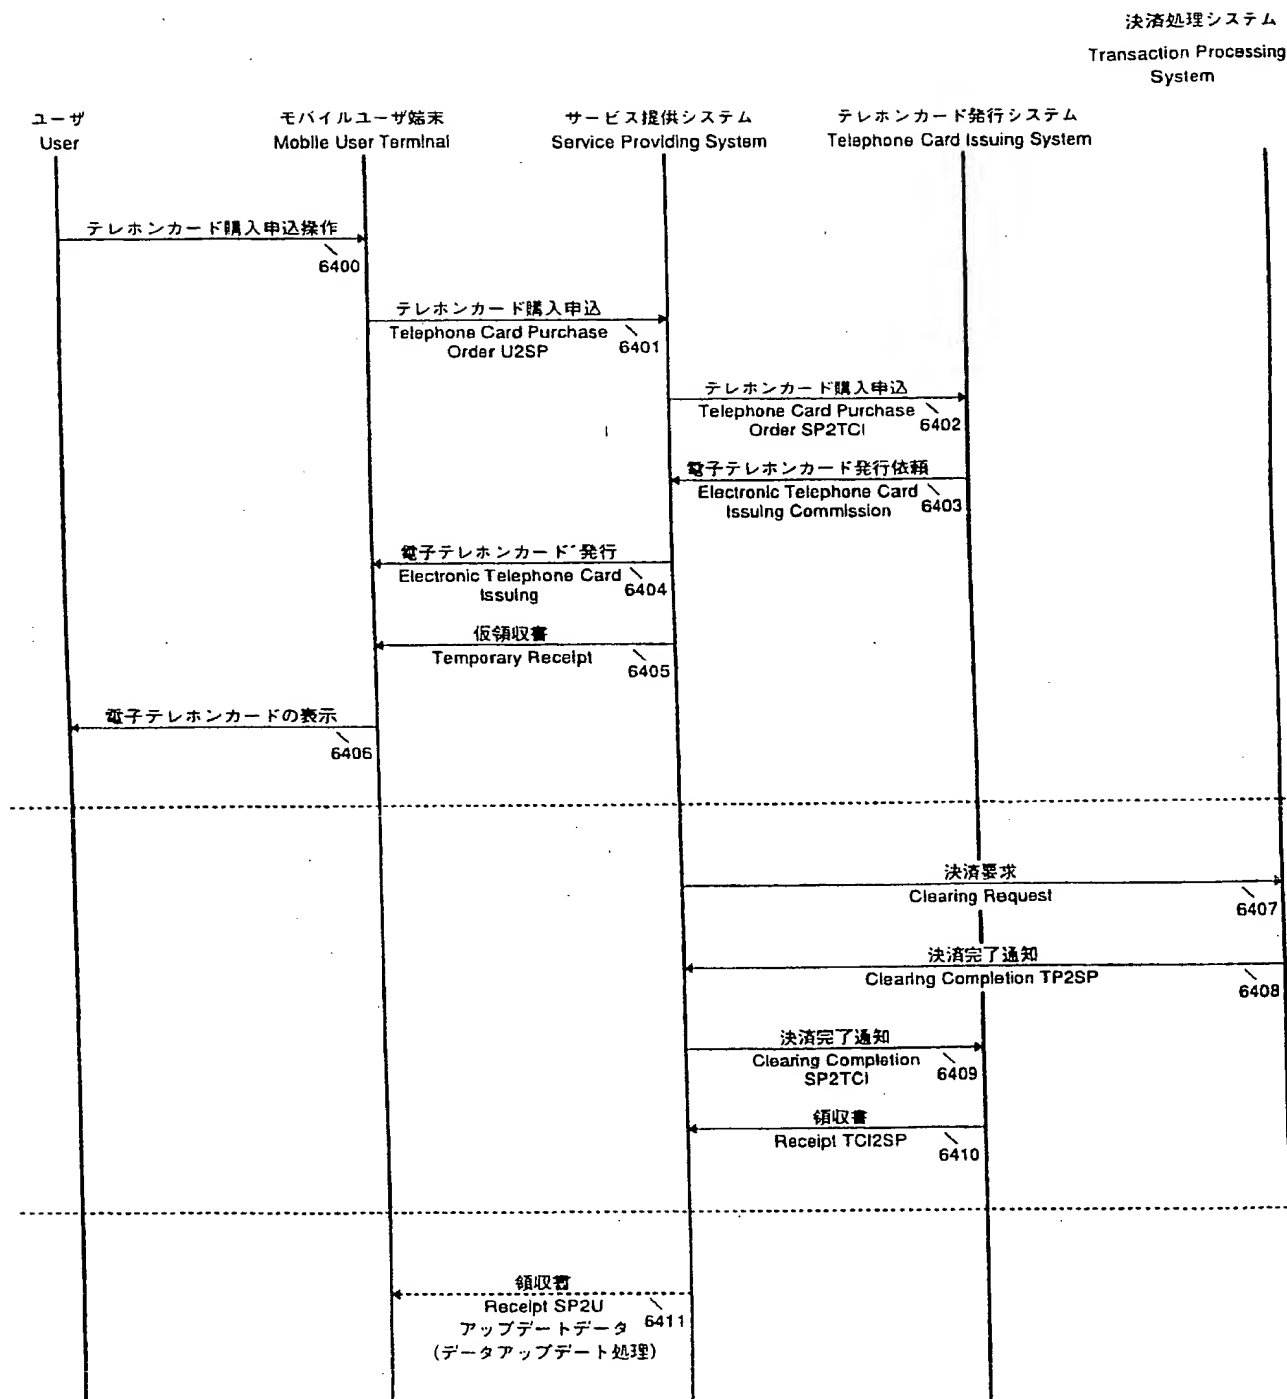 決済処理システム
Transaction Processing
System
ユーザ
User
モバイルユーザ端末
Mobile User Terminal
サービス提供システム
Service Providing System
テレホンカード発行システム
Telephone Card Issuing System
テレホンカード購入申込操作
6400
テレホンカード購入申込
Telephone Card Purchase
Order U2SP
6401
テレホンカード購入申込
Telephone Card Purchase
Order SP2TCI
6402
電子テレホンカード発行依頼
Electronic Telephone Card
Issuing Commission
6403
電子テレホンカード発行
Electronic Telephone Card
Issuing
6404
仮領収書
Temporary Receipt
6405
電子テレホンカードの表示
6406
決済要求
Clearing Request
6407
決済完了通知
Clearing Completion TP2SP
6408
決済完了通知
Clearing Completion
SP2TCI
6409
領収書
Receipt TCI2SP
6410
領収書
Receipt SP2U
6411
アップデートデータ
(データアップデート処理)